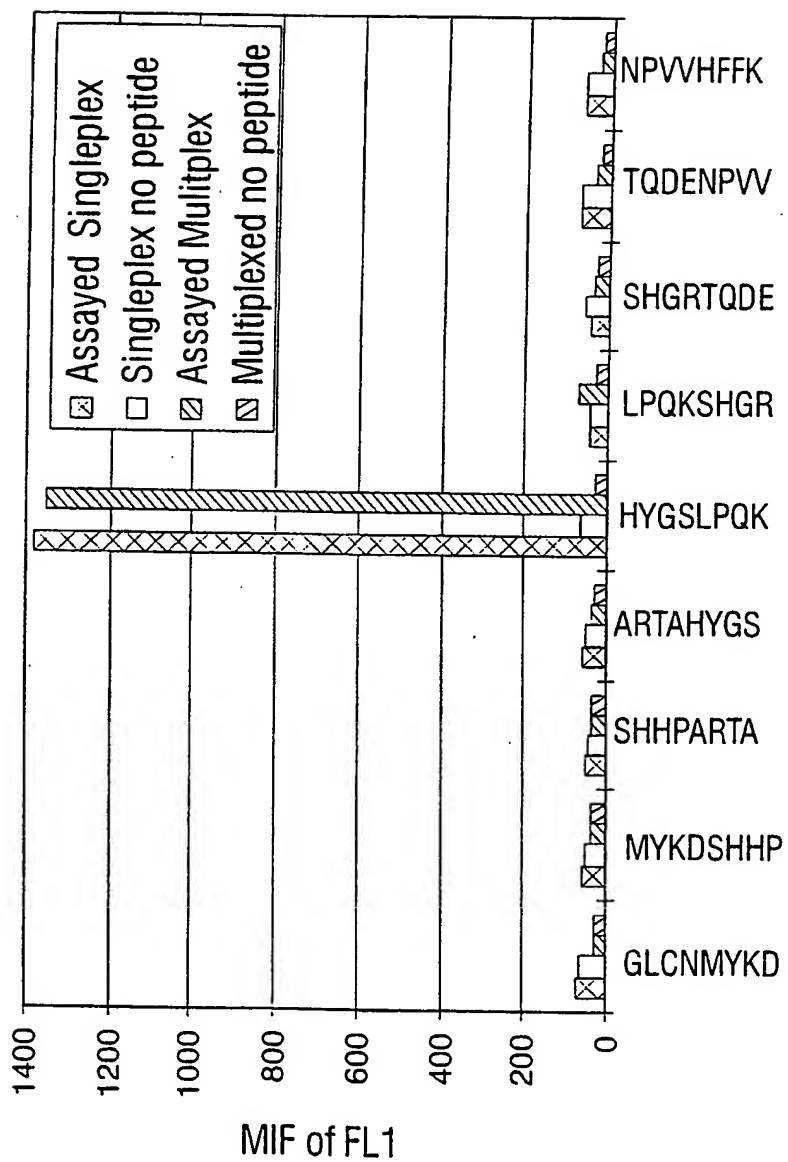 1400
1200
1000
800
600
400
200
0
MIF of FL1
Assayed Singleplex
Singleplex no peptide
Assayed Mulitplex
Multiplexed no peptide
GLCNMYKD
MYKDSHHP
SHHPARTA
ARTAHYGS
HYGSLPQK
LPQKSHGR
SHGRTQDE
TQDENPVV
NPVVHFFK